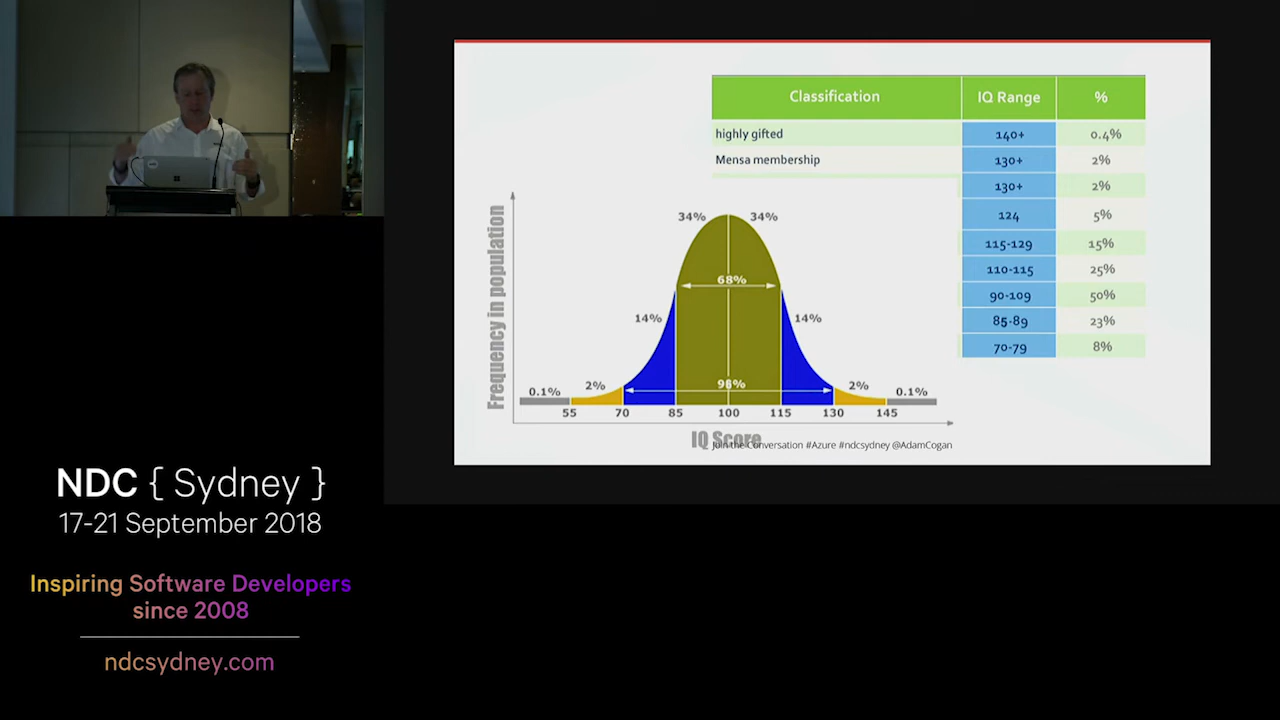 Classification IQ Range %
highly gifted 140+ 0.4%
Mensa membership 130+ 2%
130+ 2%
124 5%
115-129 15%
110-115 25%
90-109 50%
85-89 23%
70-79 8%
Frequency in population
34% 34%
68%
14% 14%
96%
0.1% 2% 2% 0.1%
55 70 85 100 115 130 145
IQ Score
Join the Conversation #Azure #ndcsydney @AdamCogan
NDC { Sydney }
17-21 September 2018
Inspiring Software Developers
since 2008
ndcsydney.com